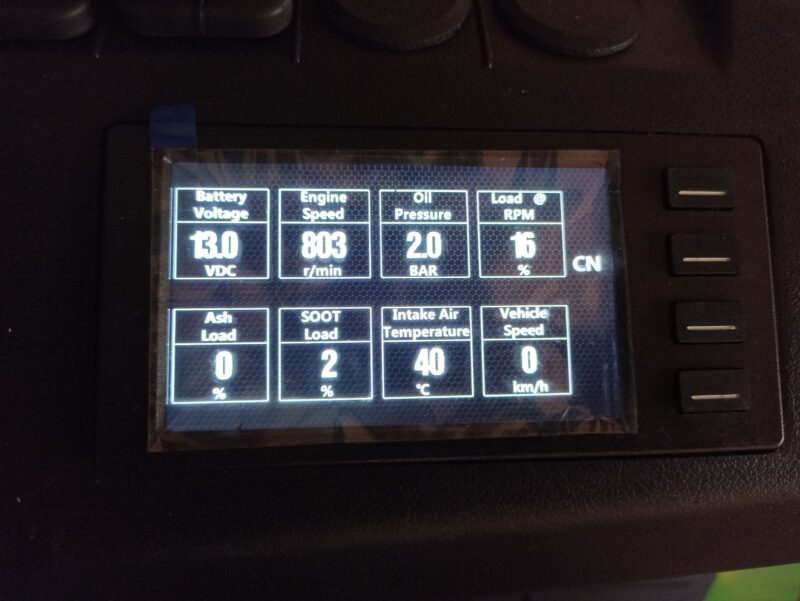 Battery
Voltage
13.0
VDC
Engine
Speed
803
r/min
Oil
Pressure
2.0
BAR
Load @
RPM
16
%
CN
Ash
Load
0
%
SOOT
Load
2
%
Intake Air
Temperature
40
℃
Vehicle
Speed
0
km/h